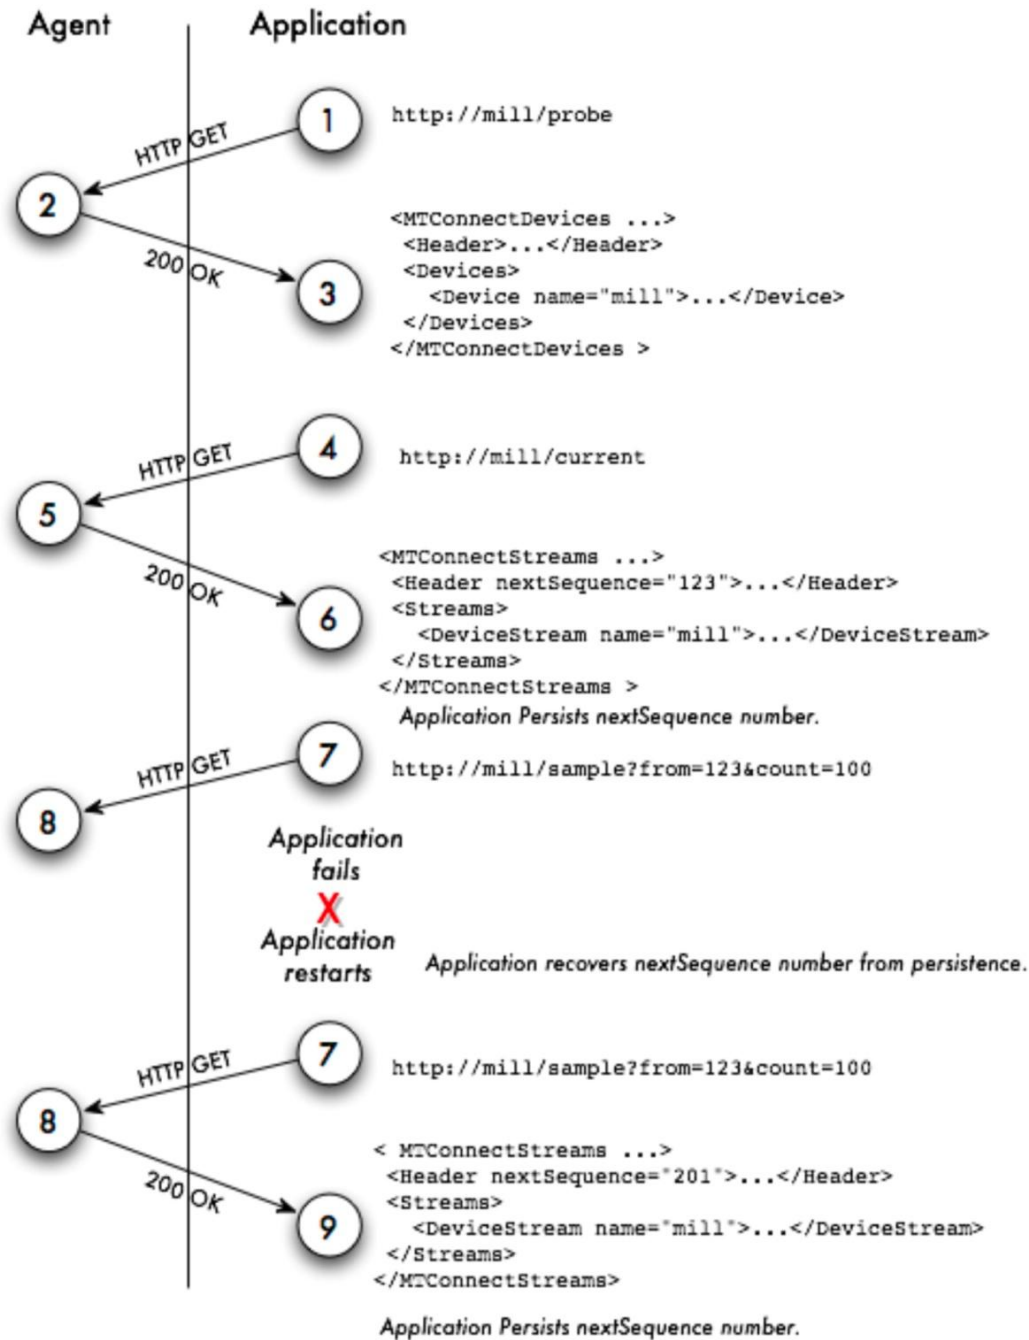 Agent Application
1 http://mill/probe
HTTP GET
2
<MTConnectDevices ...>
<Header>...</Header>
200 OK
<Devices>
3
<Device name="mill">...</Device>
</Devices>
</MTConnectDevices >
4 http://mill/current
HTTP GET
5
<MTConnectStreams ...>
200 OK
<Header nextSequence="123">...</Header>
<Streams>
6
<DeviceStream name="mill">...</DeviceStream>
</Streams>
</MTConnectStreams >
Application Persists nextSequence number.
7 http://mill/sample?from=123&count=100
HTTP GET
8
Application
fails
X
Application
restarts
Application recovers nextSequence number from persistence.
7 http://mill/sample?from=123&count=100
HTTP GET
8
< MTConnectStreams ...>
<Header nextSequence="201">...</Header>
200 OK
<Streams>
9
<DeviceStream name="mill">...</DeviceStream>
</Streams>
</MTConnectStreams>
Application Persists nextSequence number.